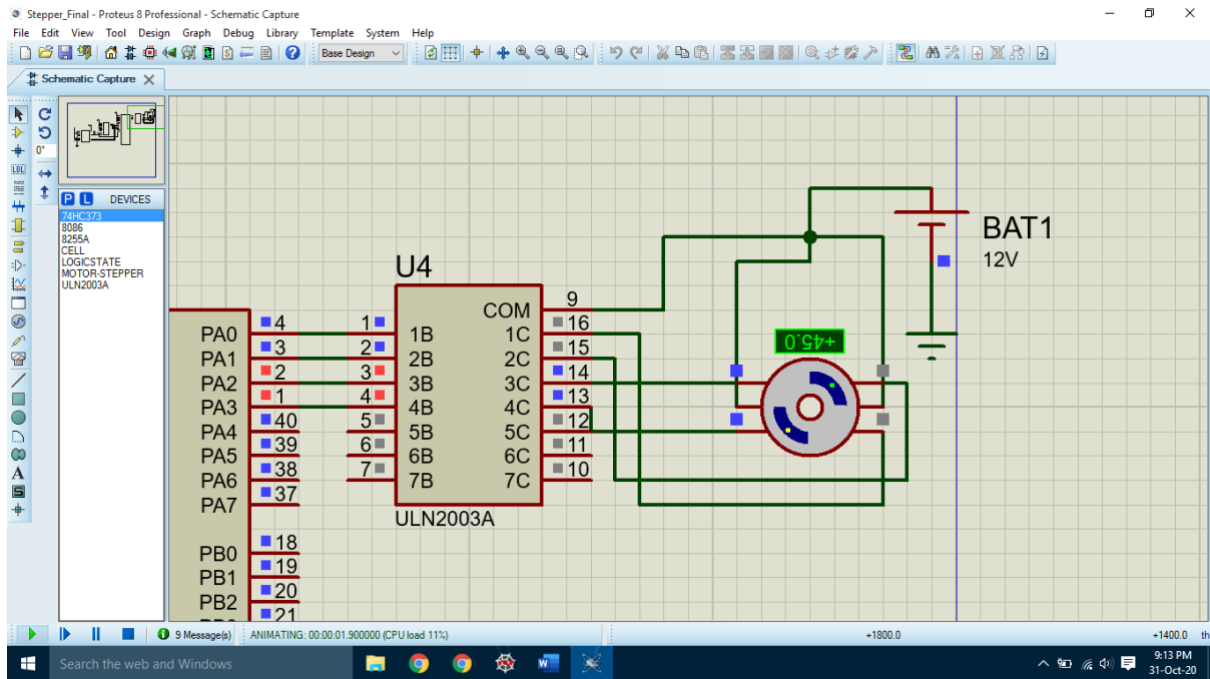 Stepper_Final - Proteus 8 Professional - Schematic Capture
File Edit View Tool Design Graph Debug Library Template System Help
Base Design
Schematic Capture
0°
LBL
P L DEVICES
74HC373
8086
8255A
CELL
LOGICSTATE
MOTOR-STEPPER
ULN2003A
BAT1
12V
U4
COM 9
PA0 4 1 1B 1C 16
PA1 3 2 2B 2C 15
PA2 2 3 3B 3C 14
PA3 1 4 4B 4C 13
PA4 40 5 5B 5C 12
PA5 39 6 6B 6C 11
PA6 38 7 7B 7C 10
PA7 37
ULN2003A
+45.0
PB0 18
PB1 19
PB2 20
21
9 Message(s) ANIMATING: 00:00:01.900000 (CPU load 11%) +1800.0 +1400.0 th
Search the web and Windows
9:13 PM
31-Oct-20